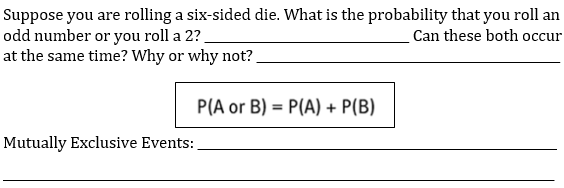 Suppose you are rolling a six-sided die. What is the probability that you roll an
odd number or you roll a 2? ______________________ Can these both occur
at the same time? Why or why not? ________________________________
P(A or B) = P(A) + P(B)
Mutually Exclusive Events: ______________________________________
____________________________________________________________